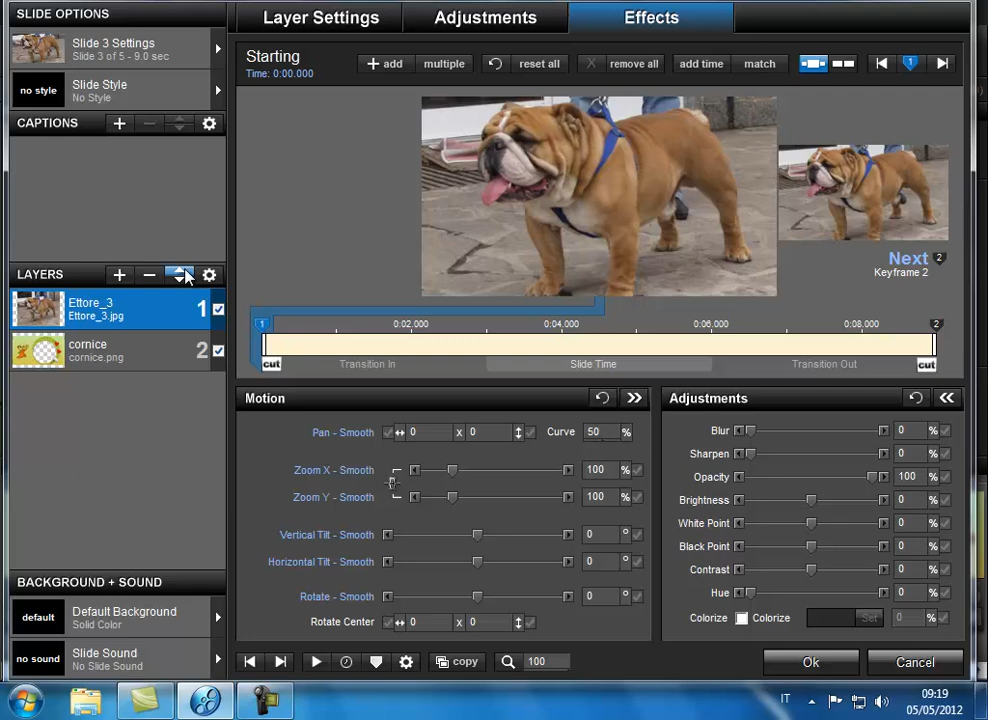 SLIDE OPTIONS
Slide 3 Settings
Slide 3 of 5 - 9.0 sec
no style
Slide Style
No Style
CAPTIONS
LAYERS
Ettore_3
Ettore_3.jpg
1
cornice
cornice.png
2
BACKGROUND + SOUND
default
Default Background
Solid Color
no sound
Slide Sound
No Slide Sound
Layer Settings
Adjustments
Effects
Starting
Time: 0:00.000
add
multiple
reset all
X remove all
add time
match
1
Next 2
Keyframe 2
1
0:02.000
0:04.000
0:06.000
0:08.000
2
cut
Transition In
Slide Time
Transition Out
cut
Motion
Pan - Smooth 0 x 0 Curve 50 %
Zoom X - Smooth 100 %
Zoom Y - Smooth 100 %
Vertical Tilt - Smooth 0 °
Horizontal Tilt - Smooth 0 °
Rotate - Smooth 0 °
Rotate Center 0 x 0
Adjustments
Blur 0 %
Sharpen 0 %
Opacity 100 %
Brightness 0 %
White Point 0 %
Black Point 0 %
Contrast 0 %
Hue 0 %
Colorize Colorize Set 0 %
copy
100
Ok
Cancel
IT
09:19
05/05/2012